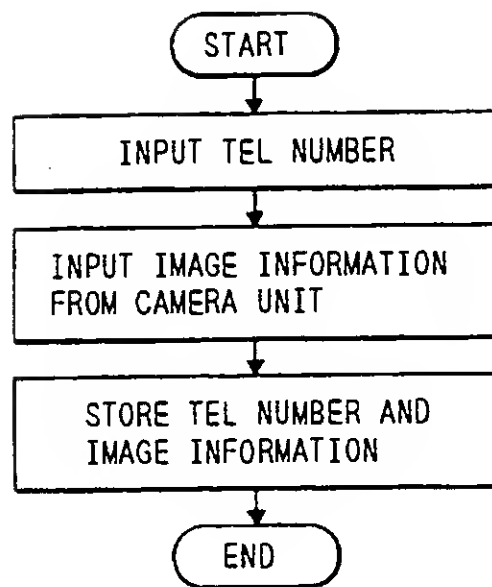 START
INPUT TEL NUMBER
INPUT IMAGE INFORMATION
FROM CAMERA UNIT
STORE TEL NUMBER AND
IMAGE INFORMATION
END